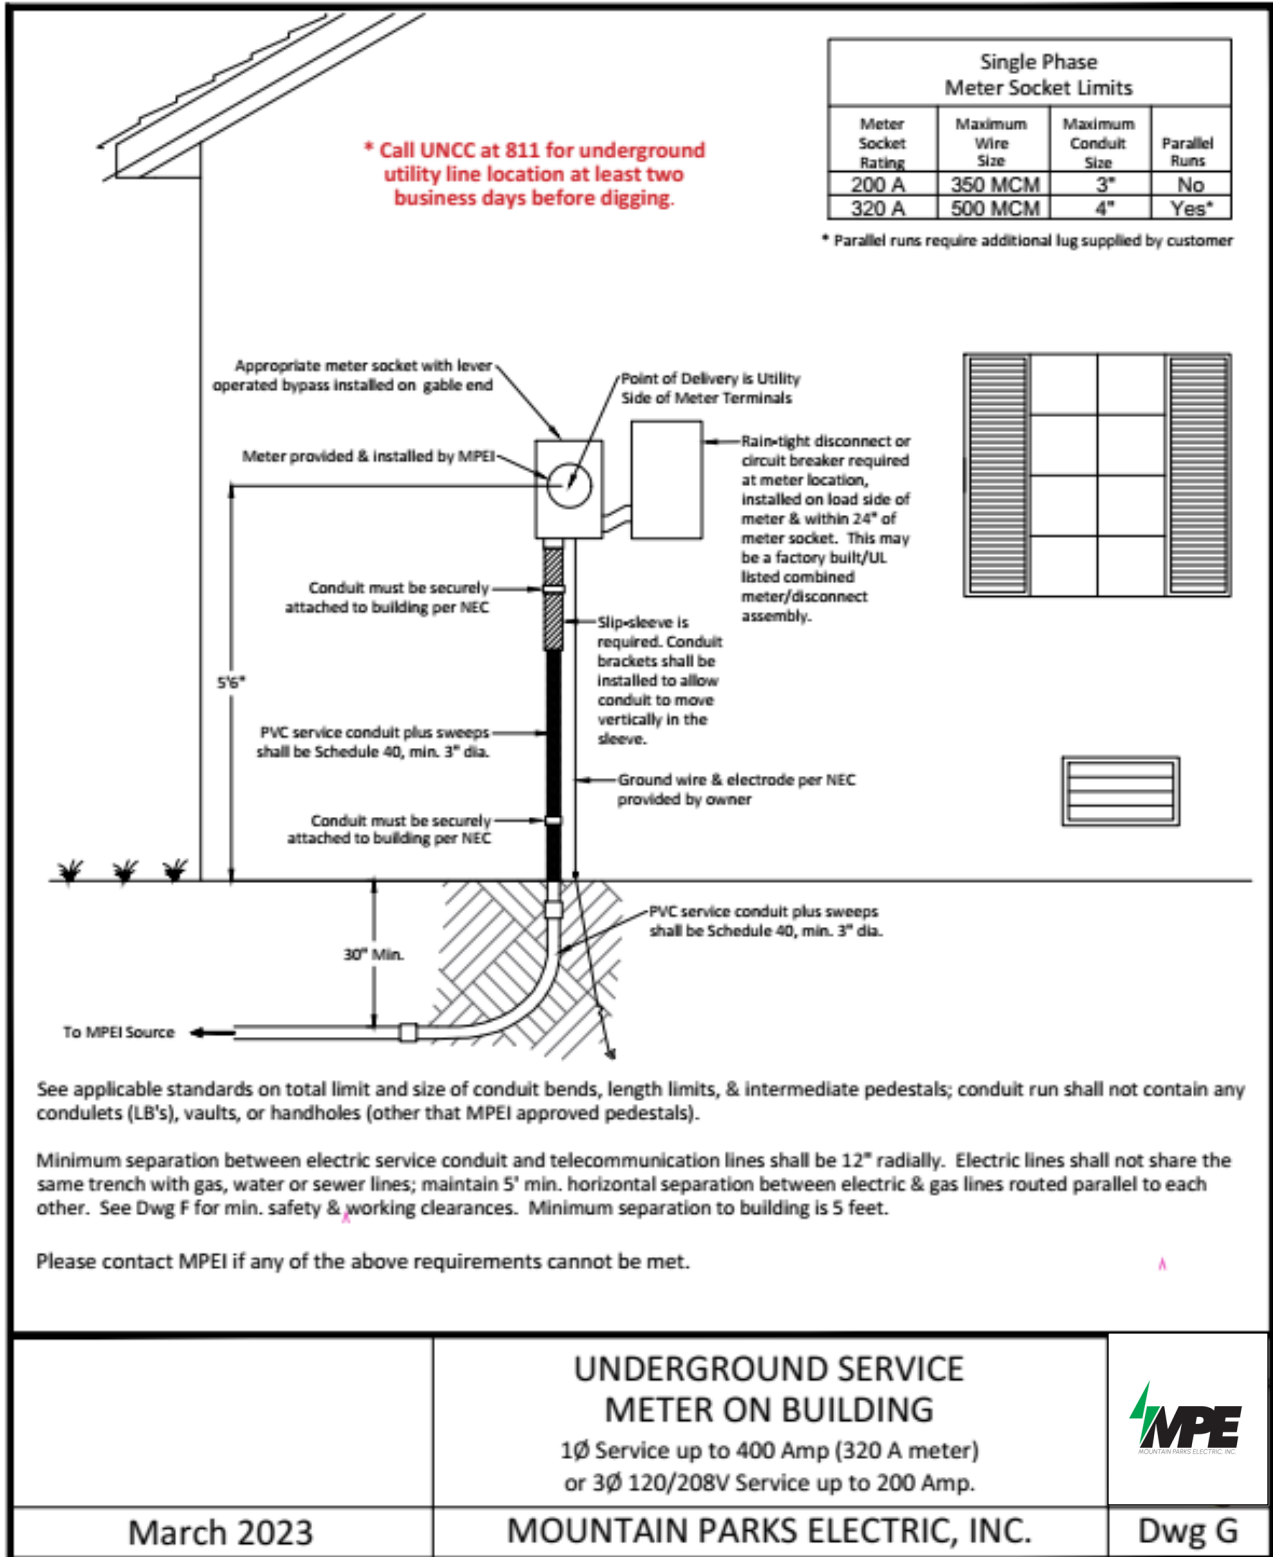 Single Phase
Meter Socket Limits
Meter Socket Rating
Maximum Wire Size
Maximum Conduit Size
Parallel Runs
200 A 350 MCM 3" No
320 A 500 MCM 4" Yes*
* Parallel runs require additional lug supplied by customer
* Call UNCC at 811 for underground
utility line location at least two
business days before digging.
Appropriate meter socket with lever
operated bypass installed on gable end
Point of Delivery is Utility
Side of Meter Terminals
Meter provided & installed by MPEI
Rain-tight disconnect or
circuit breaker required
at meter location,
installed on load side of
meter & within 24" of
meter socket. This may
be a factory built/UL
listed combined
meter/disconnect
assembly.
Conduit must be securely
attached to building per NEC
Slip-sleeve is
required. Conduit
brackets shall be
installed to allow
conduit to move
vertically in the
sleeve.
5'6"
PVC service conduit plus sweeps
shall be Schedule 40, min. 3" dia.
Ground wire & electrode per NEC
provided by owner
Conduit must be securely
attached to building per NEC
PVC service conduit plus sweeps
shall be Schedule 40, min. 3" dia.
30" Min.
To MPEI Source
See applicable standards on total limit and size of conduit bends, length limits, & intermediate pedestals; conduit run shall not contain any
condulets (LB's), vaults, or handholes (other that MPEI approved pedestals).
Minimum separation between electric service conduit and telecommunication lines shall be 12" radially. Electric lines shall not share the
same trench with gas, water or sewer lines; maintain 5' min. horizontal separation between electric & gas lines routed parallel to each
other. See Dwg F for min. safety & working clearances. Minimum separation to building is 5 feet.
Please contact MPEI if any of the above requirements cannot be met.
UNDERGROUND SERVICE
METER ON BUILDING
1Ø Service up to 400 Amp (320 A meter)
or 3Ø 120/208V Service up to 200 Amp.
MPE
MOUNTAIN PARKS ELECTRIC, INC.
March 2023
MOUNTAIN PARKS ELECTRIC, INC.
Dwg G